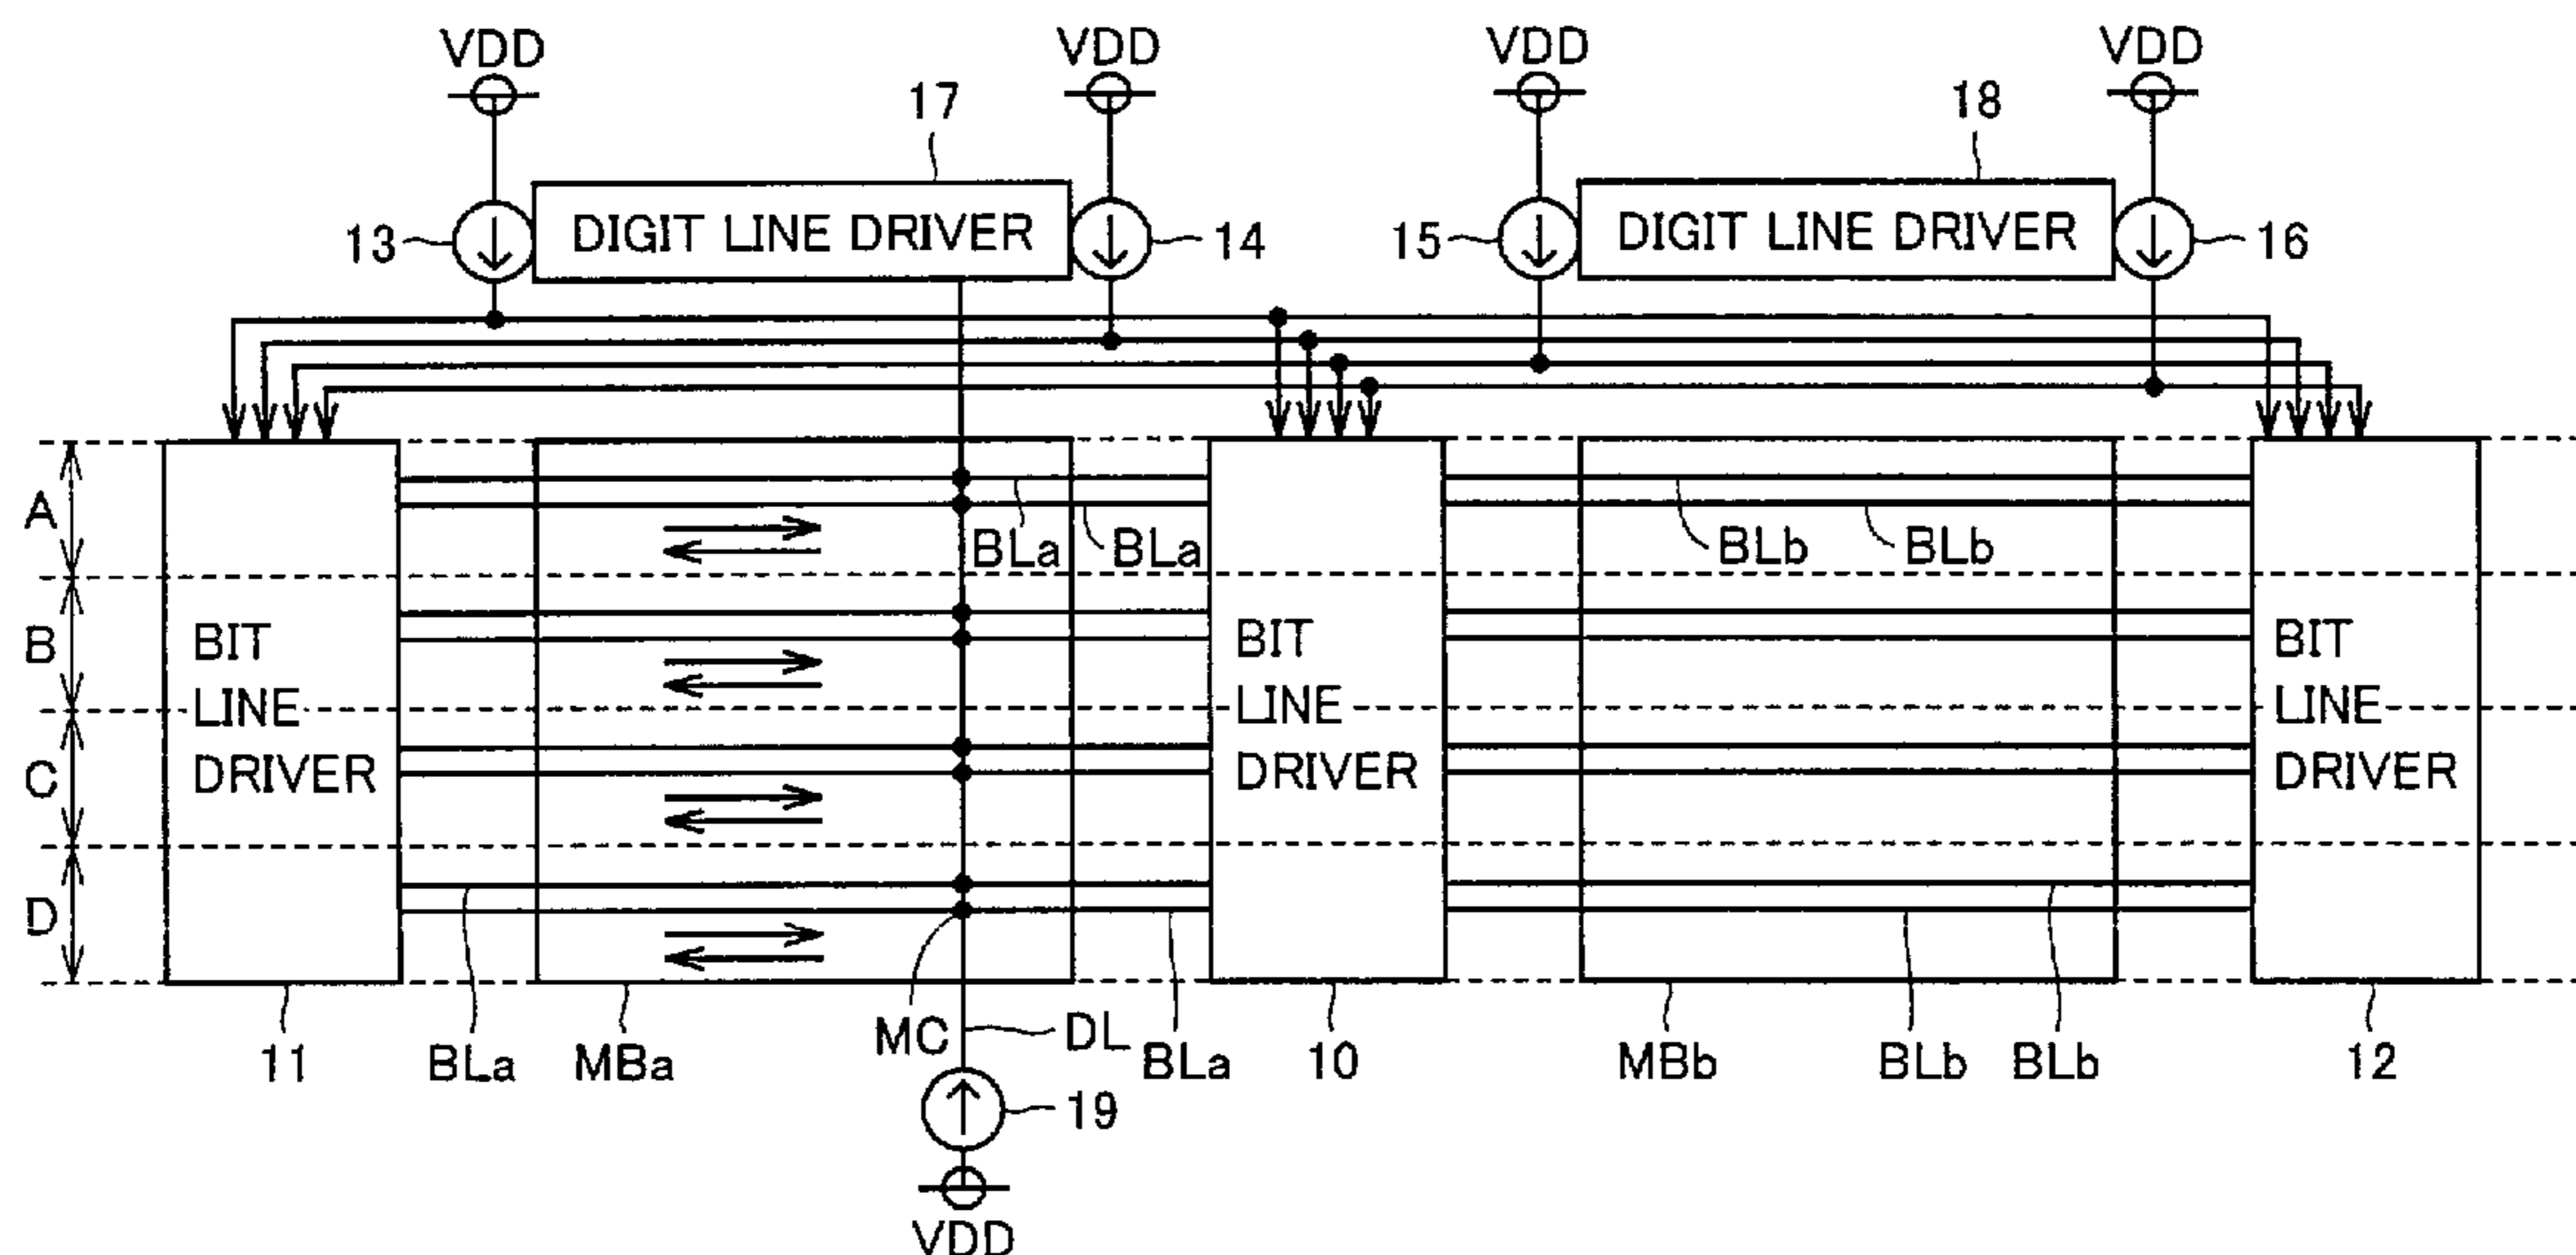 VDD VDD VDD VDD
17 18
13 DIGIT LINE DRIVER 14 15 DIGIT LINE DRIVER 16
A BLa BLa BLb BLb
B BIT BIT BIT
LINE LINE LINE
C DRIVER DRIVER DRIVER
D
11 BLa MBa MC DL BLa 10 MBb BLb BLb 12
19
VDD